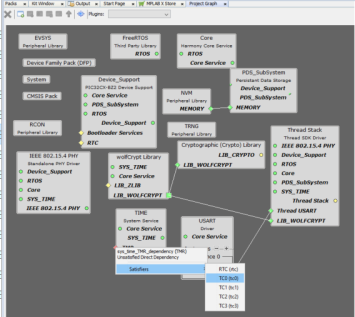 Packs
Kit Window
Output
Start Page
MPLAB X Store
Project Graph
Plugins:
EVSYS
Peripheral Library
FreeRTOS
Third Party Library
RTOS
Core
Harmony Core Service
RTOS
Core Service
Device Family Pack (DFP)
System
CMSIS Pack
Device_Support
PIC32CX-BZ2 Device Support
Core Service
PDS_SubSystem
RTOS
Device_Support
Bootloader Services
RTC
NVM
Peripheral Library
MEMORY
PDS_SubSystem
Persistent Data Storage
Device_Support
PDS_SubSystem
MEMORY
RCON
Peripheral Library
TRNG
Peripheral Library
Thread Stack
Thread SDK Driver
IEEE 802.15.4 PHY
Device_Support
RTOS
Core
PDS_SubSystem
SYS_TIME
Thread Stack
Thread USART
LIB_WOLFCRYPT
Cryptographic (Crypto) Library
LIB_CRYPTO
LIB_WOLFCRYPT
IEEE 802.15.4 PHY
Standalone PHY Driver
Device_Support
RTOS
Core
SYS_TIME
IEEE 802.15.4 PHY
wolfCrypt Library
SYS_TIME
LIB_ZLIB
LIB_WOLFCRYPT
TIME
System Service
Core Service
SYS_TIME
USART
Driver
Core Service
sys_time_TMR_dependency (TMR)
Unsatisfied Direct Dependency
Satisfiers
RTC (rtc)
TC0 (tc0)
TC1 (tc1)
TC2 (tc2)
TC3 (tc3)